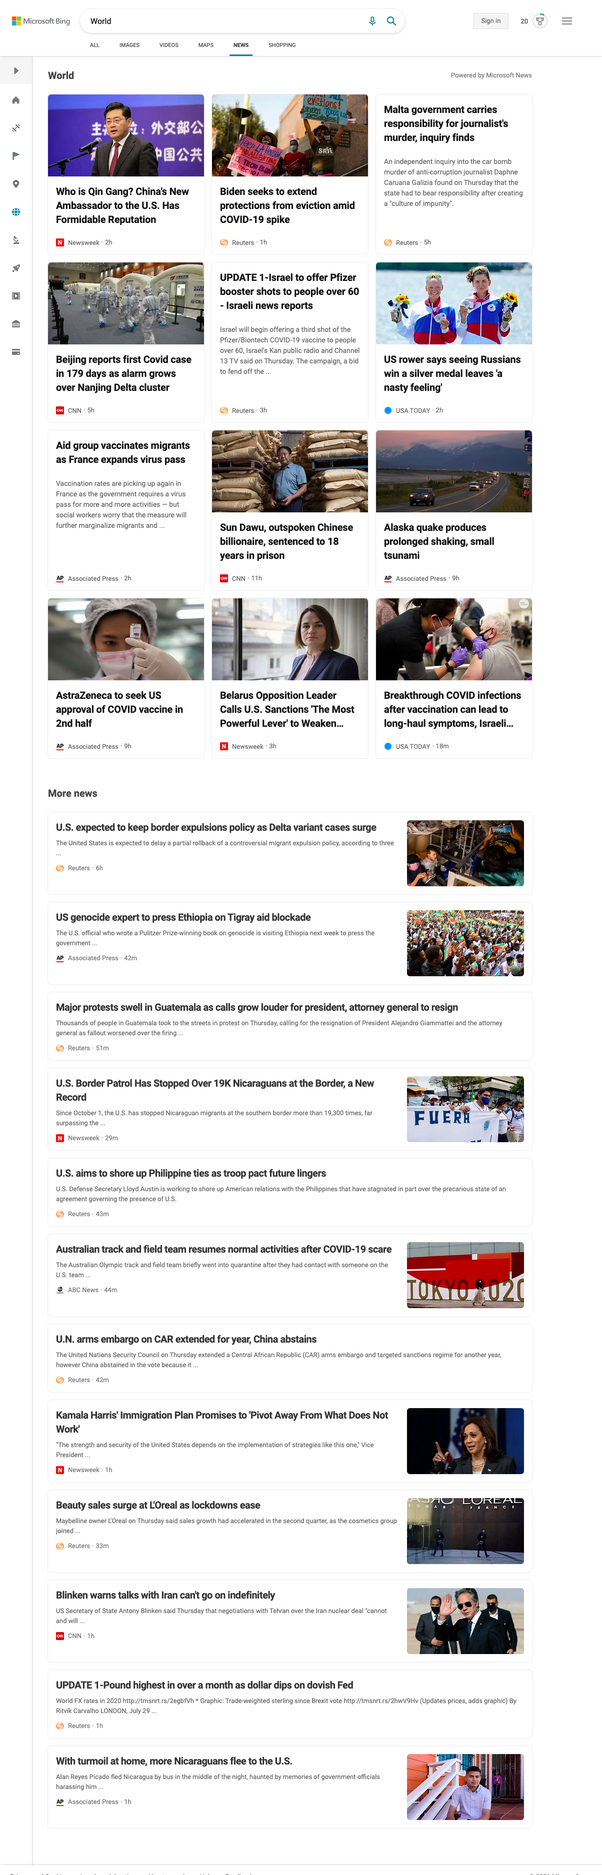 Microsoft Bing
World
Sign in
20
ALL
IMAGES
VIDEOS
MAPS
NEWS
SHOPPING
World
Powered by Microsoft News
Who is Qin Gang? China's New
Ambassador to the U.S. Has
Formidable Reputation
Newsweek · 2h
Biden seeks to extend
protections from eviction amid
COVID-19 spike
Reuters · 1h
Malta government carries
responsibility for journalist's
murder, inquiry finds
An independent inquiry into the car bomb
murder of anti-corruption journalist Daphne
Caruana Galizia found on Thursday that the
state had to bear responsibility after creating
a "culture of impunity".
Reuters · 5h
Beijing reports first Covid case
in 179 days as alarm grows
over Nanjing Delta cluster
CNN · 5h
UPDATE 1-Israel to offer Pfizer
booster shots to people over 60
- Israeli news reports
Israel will begin offering a third shot of the
Pfizer/Biontech COVID-19 vaccine to people
over 60, Israel's Kan public radio and Channel
13 TV said on Thursday. The campaign, a bid
to fend off the ...
Reuters · 3h
US rower says seeing Russians
win a silver medal leaves 'a
nasty feeling'
USA TODAY · 2h
Aid group vaccinates migrants
as France expands virus pass
Vaccination rates are picking up again in
France as the government requires a virus
pass for more and more activities — but
social workers worry that the measure will
further marginalize migrants and ...
AP Associated Press · 2h
Sun Dawu, outspoken Chinese
billionaire, sentenced to 18
years in prison
CNN · 11h
Alaska quake produces
prolonged shaking, small
tsunami
AP Associated Press · 9h
AstraZeneca to seek US
approval of COVID vaccine in
2nd half
AP Associated Press · 9h
Belarus Opposition Leader
Calls U.S. Sanctions 'The Most
Powerful Lever' to Weaken...
Newsweek · 3h
Breakthrough COVID infections
after vaccination can lead to
long-haul symptoms, Israeli...
USA TODAY · 18m
More news
U.S. expected to keep border expulsions policy as Delta variant cases surge
The United States is expected to delay a partial rollback of a controversial migrant expulsion policy, according to three
...
Reuters · 6h
US genocide expert to press Ethiopia on Tigray aid blockade
The U.S. official who wrote a Pulitzer Prize-winning book on genocide is visiting Ethiopia next week to press the
government ...
AP Associated Press · 42m
Major protests swell in Guatemala as calls grow louder for president, attorney general to resign
Thousands of people in Guatemala took to the streets in protest on Thursday, calling for the resignation of President Alejandro Giammattei and the attorney
general as fallout worsened over the firing ...
Reuters · 51m
U.S. Border Patrol Has Stopped Over 19K Nicaraguans at the Border, a New
Record
Since October 1, the U.S. has stopped Nicaraguan migrants at the southern border more than 19,300 times, far
surpassing the ...
Newsweek · 29m
FUERA
U.S. aims to shore up Philippine ties as troop pact future lingers
U.S. Defense Secretary Lloyd Austin is working to shore up American relations with the Philippines that have stagnated in part over the precarious state of an
agreement governing the presence of U.S.
Reuters · 43m
Australian track and field team resumes normal activities after COVID-19 scare
The Australian Olympic track and field team briefly went into quarantine after they had contact with someone on the
U.S. team ...
ABC News · 44m
TOKYO 202
U.N. arms embargo on CAR extended for year, China abstains
The United Nations Security Council on Thursday extended a Central African Republic (CAR) arms embargo and targeted sanctions regime for another year,
however China abstained in the vote because it ...
Reuters · 42m
Kamala Harris' Immigration Plan Promises to 'Pivot Away From What Does Not
Work'
"The strength and security of the United States depends on the implementation of strategies like this one," Vice
President ...
Newsweek · 1h
Beauty sales surge at L'Oreal as lockdowns ease
Maybelline owner L'Oreal on Thursday said sales growth had accelerated in the second quarter, as the cosmetics group
joined ...
Reuters · 33m
Blinken warns talks with Iran can't go on indefinitely
US Secretary of State Antony Blinken said Thursday that negotiations with Tehran over the Iran nuclear deal "cannot
and will ...
CNN · 1h
UPDATE 1-Pound highest in over a month as dollar dips on dovish Fed
World FX rates in 2020 http://tmsnrt.rs/2egbfVh * Graphic: Trade-weighted sterling since Brexit vote http://tmsnrt.rs/2hwV9Hv (Updates prices, adds graphic) By
Ritvik Carvalho LONDON, July 29 ...
Reuters · 1h
With turmoil at home, more Nicaraguans flee to the U.S.
Alan Reyes Picado fled Nicaragua by bus in the middle of the night, haunted by memories of government officials
harassing him ...
AP Associated Press · 1h